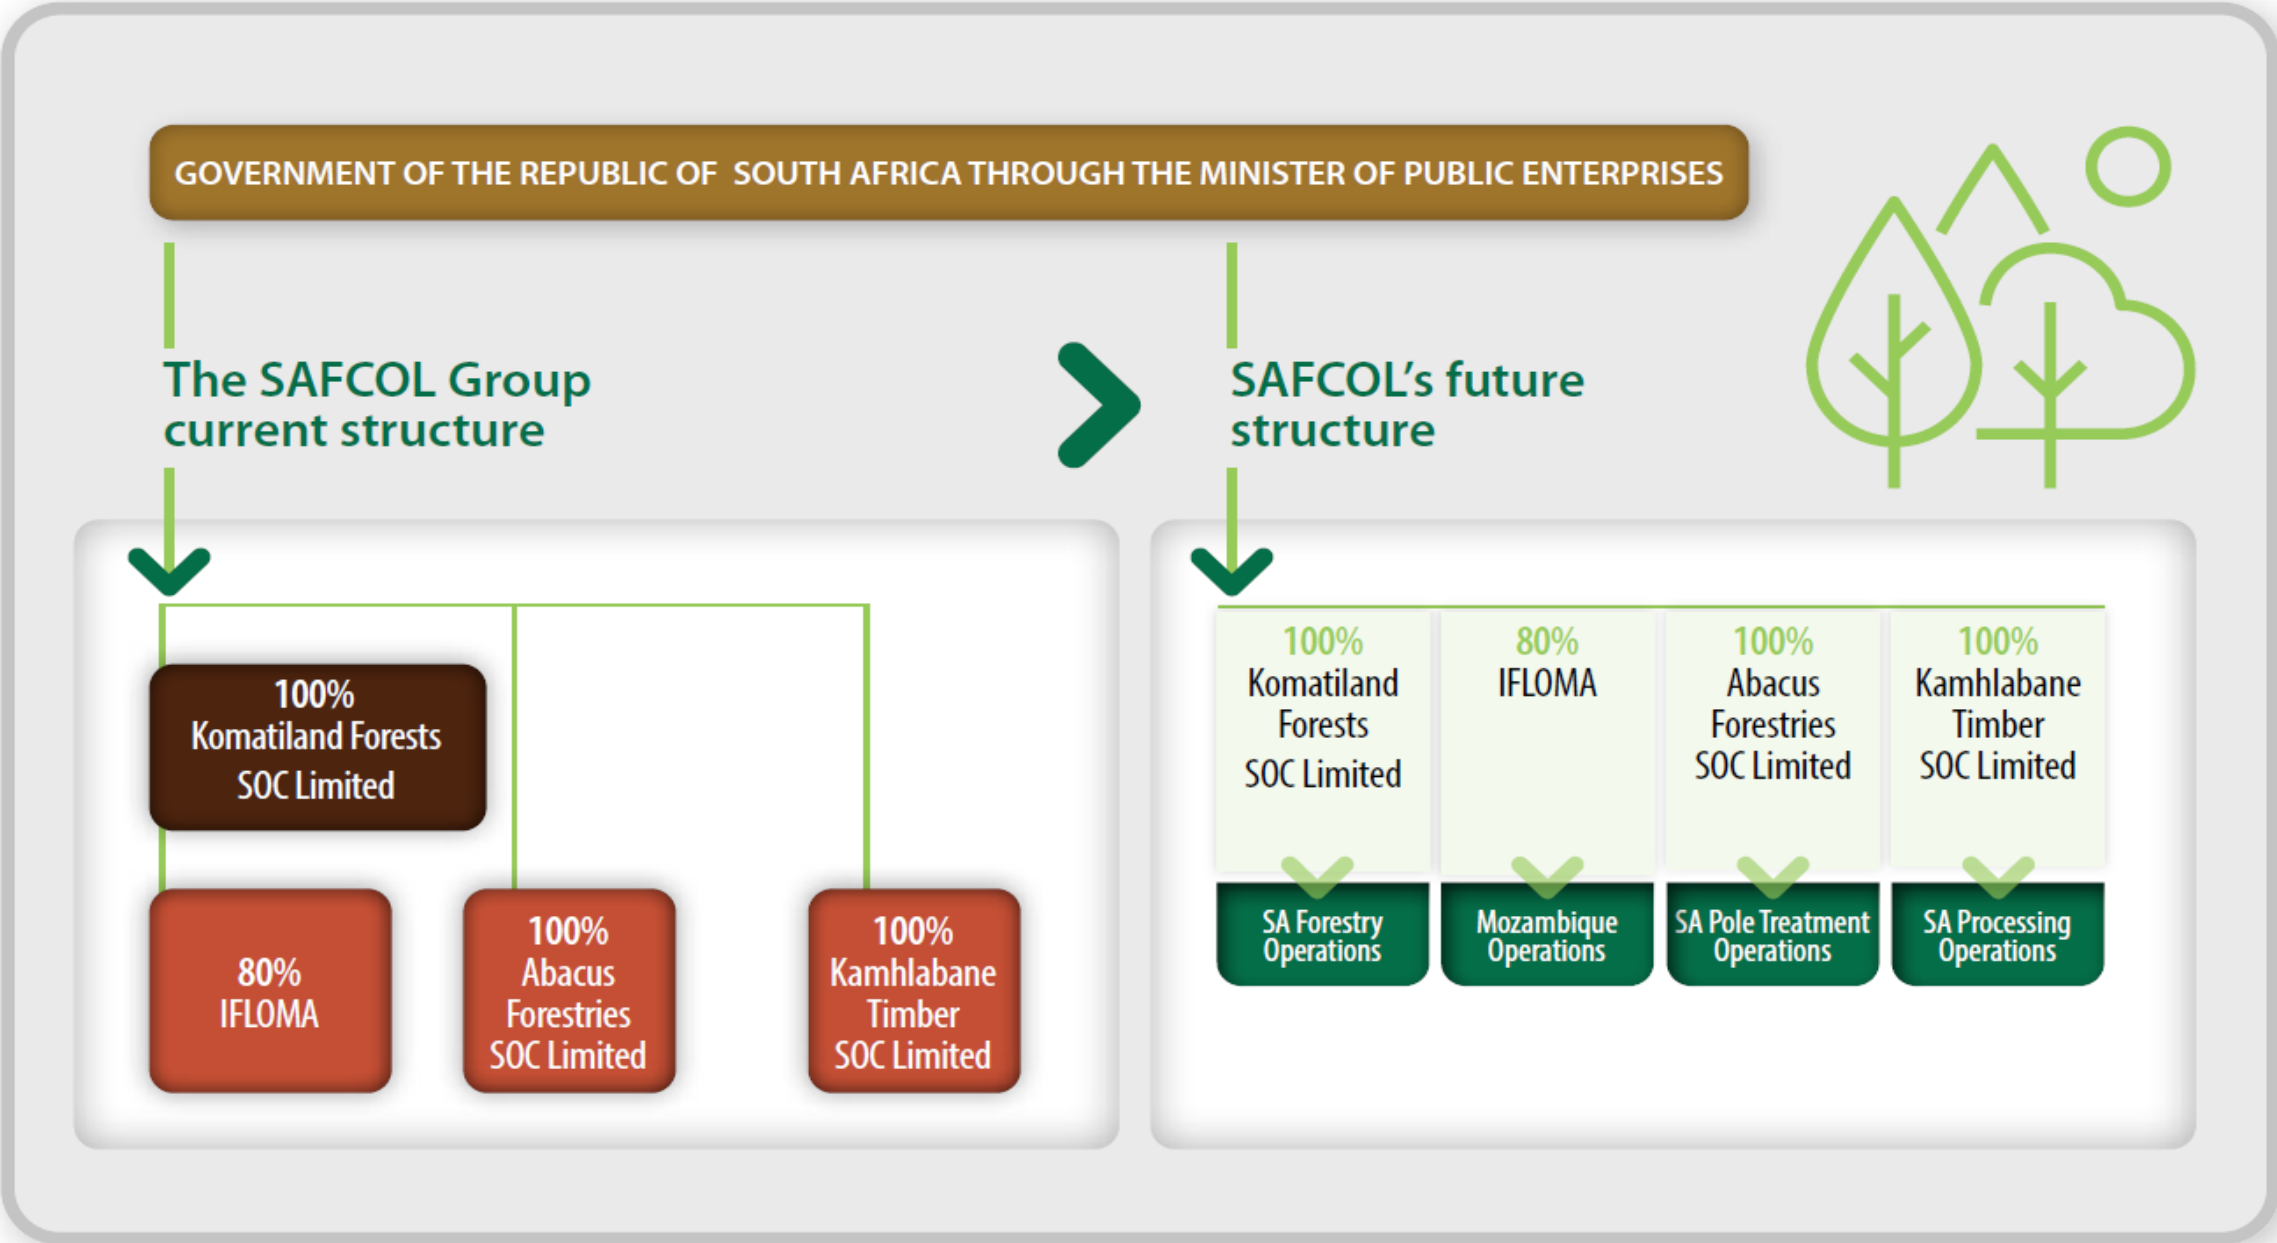 GOVERNMENT OF THE REPUBLIC OF SOUTH AFRICA THROUGH THE MINISTER OF PUBLIC ENTERPRISES
The SAFCOL Group
current structure
SAFCOL's future
structure
100%
Komatiland Forests
SOC Limited
80%
IFLOMA
100%
Abacus
Forestries
SOC Limited
100%
Kamhlabane
Timber
SOC Limited
100%
Komatiland
Forests
SOC Limited
80%
IFLOMA
100%
Abacus
Forestries
SOC Limited
100%
Kamhlabane
Timber
SOC Limited
SA Forestry
Operations
Mozambique
Operations
SA Pole Treatment
Operations
SA Processing
Operations